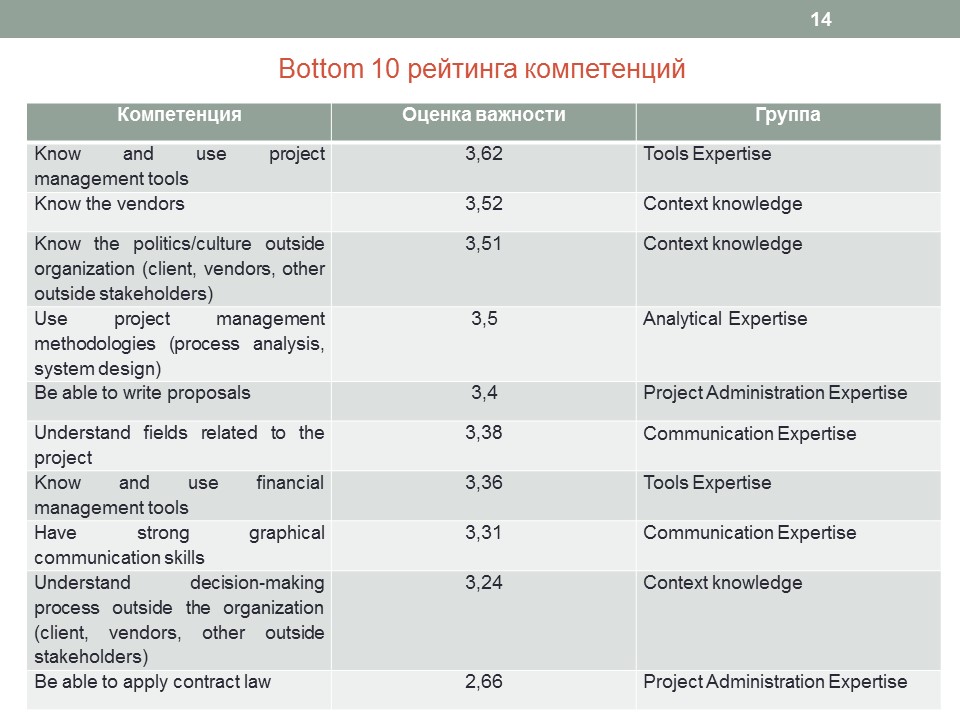 14
Bottom 10 рейтинга компетенций
Компетенция Оценка важности Группа
Know and use project 3,62 Tools Expertise
management tools
Know the vendors 3,52 Context knowledge
Know the politics/culture outside 3,51 Context knowledge
organization (client, vendors, other
outside stakeholders)
Use project management 3,5 Analytical Expertise
methodologies (process analysis,
system design)
Be able to write proposals 3,4 Project Administration Expertise
Understand fields related to the 3,38 Communication Expertise
project
Know and use financial 3,36 Tools Expertise
management tools
Have strong graphical 3,31 Communication Expertise
communication skills
Understand decision-making 3,24 Context knowledge
process outside the organization
(client, vendors, other outside
stakeholders)
Be able to apply contract law 2,66 Project Administration Expertise